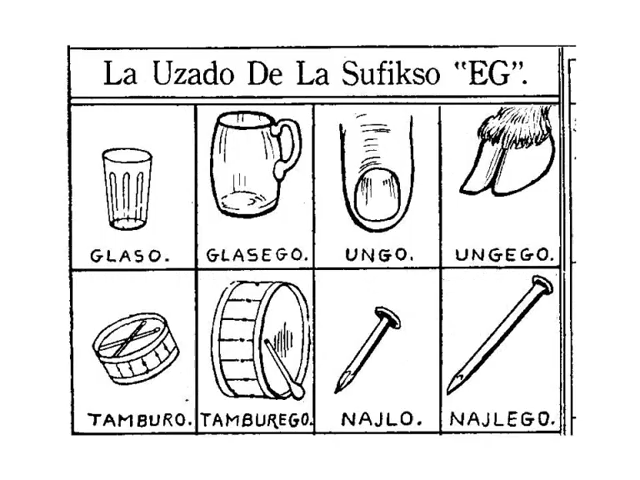 La Uzado De La Sufikso "EG".
GLASO. GLASEGO. UNGO. UNGEGO.
TAMBURO. TAMBUREGO. NAJLO. NAJLEGO.